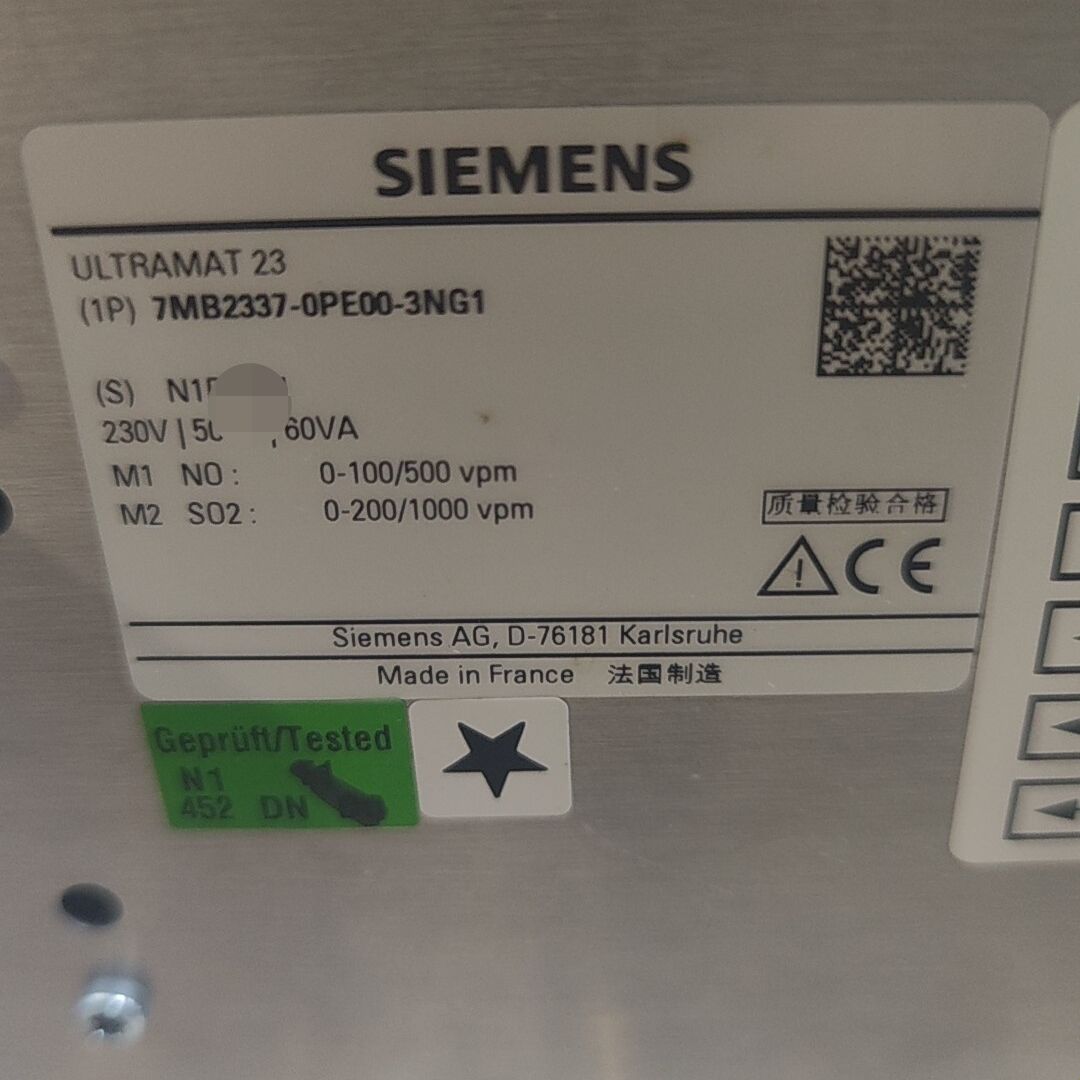 SIEMENS
ULTRAMAT 23
(1P) 7MB2337-0PE00-3NG1
(S)
230V | 60VA
M1 NO : 0-100/500 vpm
M2 SO2 : 0-200/1000 vpm
质量检验合格
CE
Siemens AG, D-76181 Karlsruhe
Made in France 法国制造
Geprüft/Tested
N1
452 DN